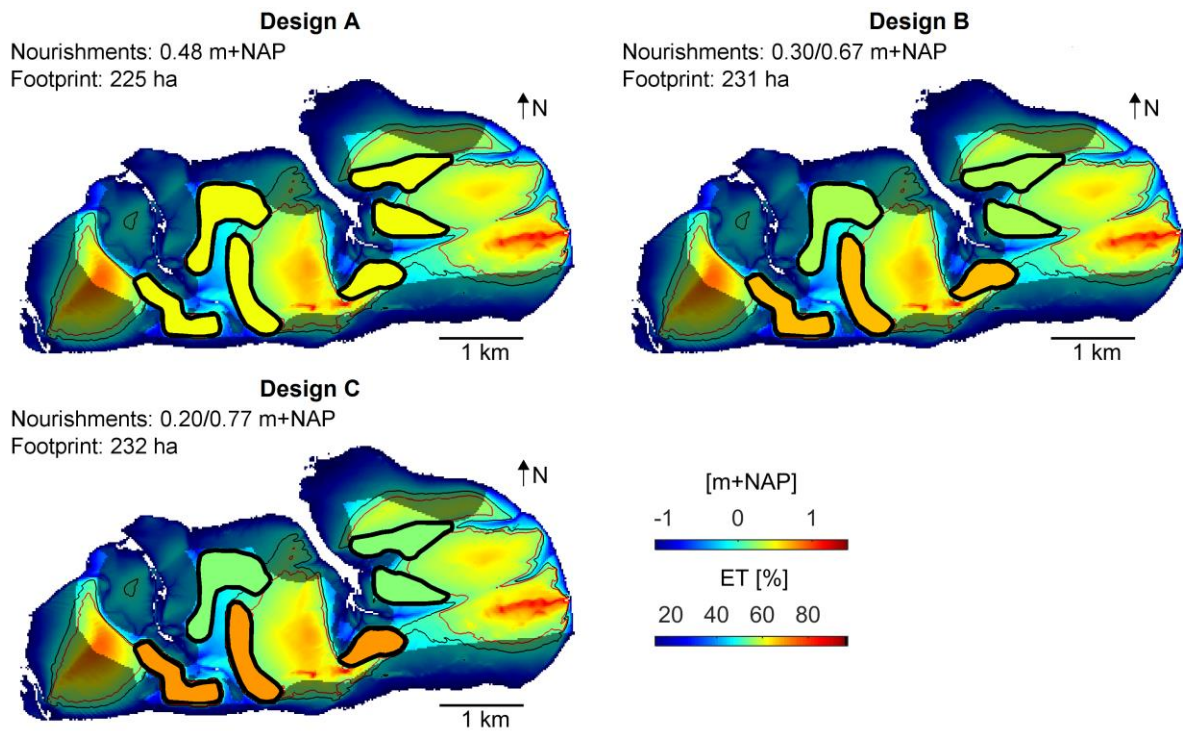 Design A
Nourishments: 0.48 m+NAP
Footprint: 225 ha
N
1 km
Design B
Nourishments: 0.30/0.67 m+NAP
Footprint: 231 ha
N
1 km
Design C
Nourishments: 0.20/0.77 m+NAP
Footprint: 232 ha
N
1 km
[m+NAP]
-1 0 1
ET [%]
20 40 60 80